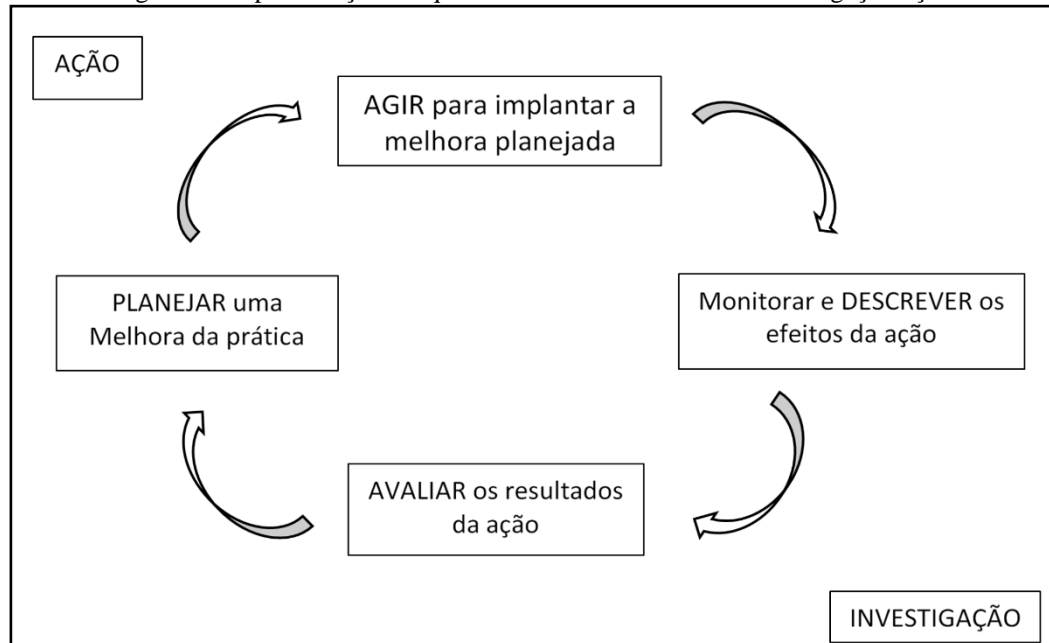 AÇÃO
AGIR para implantar a
melhora planejada
PLANEJAR uma
Melhora da prática
Monitorar e DESCREVER os
efeitos da ação
AVALIAR os resultados
da ação
INVESTIGAÇÃO